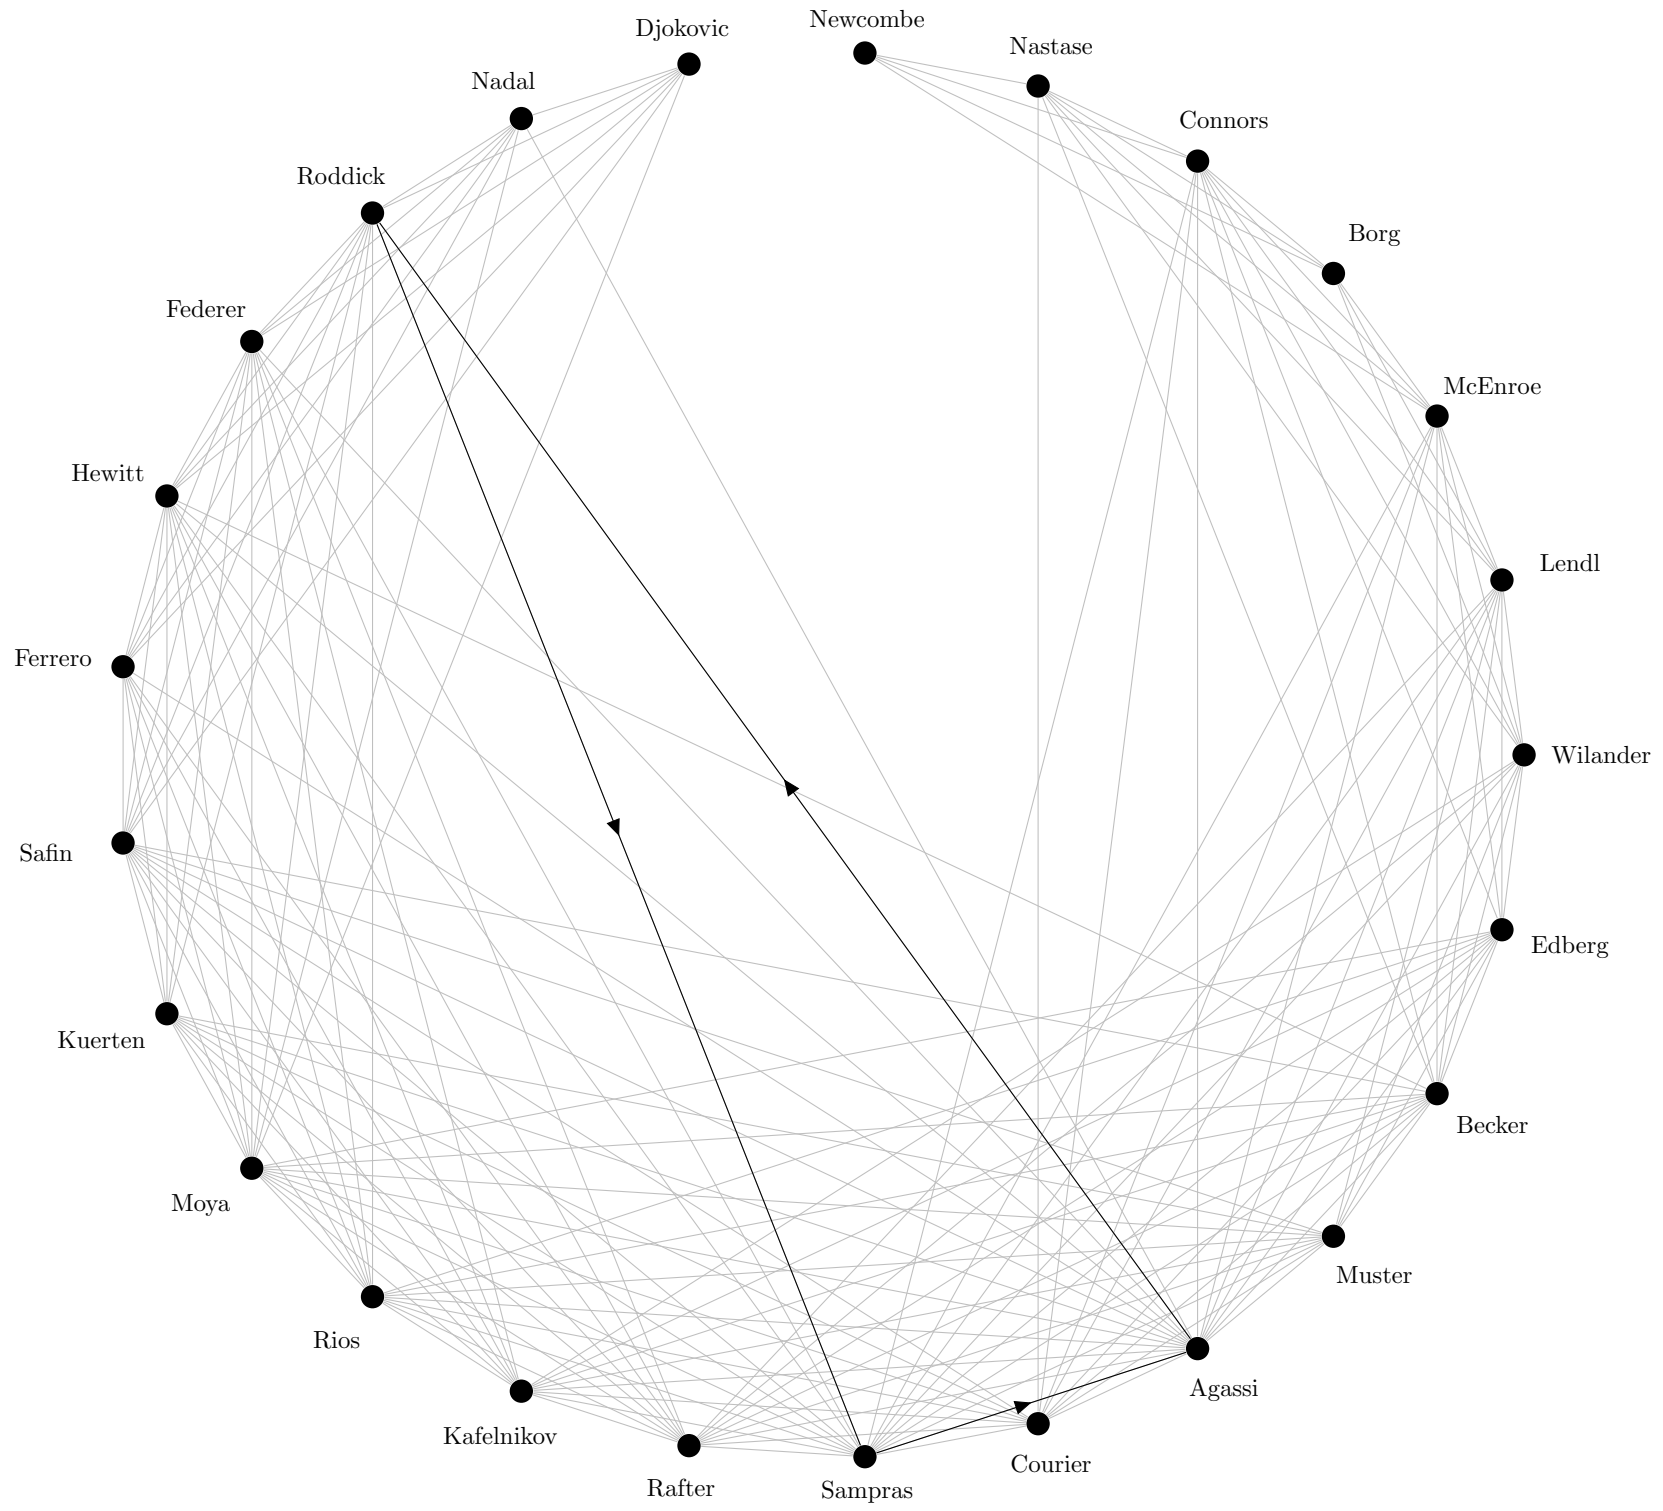 Newcombe
Djokovic
Nastase
Nadal
Connors
Roddick
Borg
Federer
McEnroe
Hewitt
Lendl
Ferrero
Wilander
Safin
Edberg
Kuerten
Becker
Moya
Muster
Rios
Agassi
Kafelnikov
Courier
Rafter
Sampras